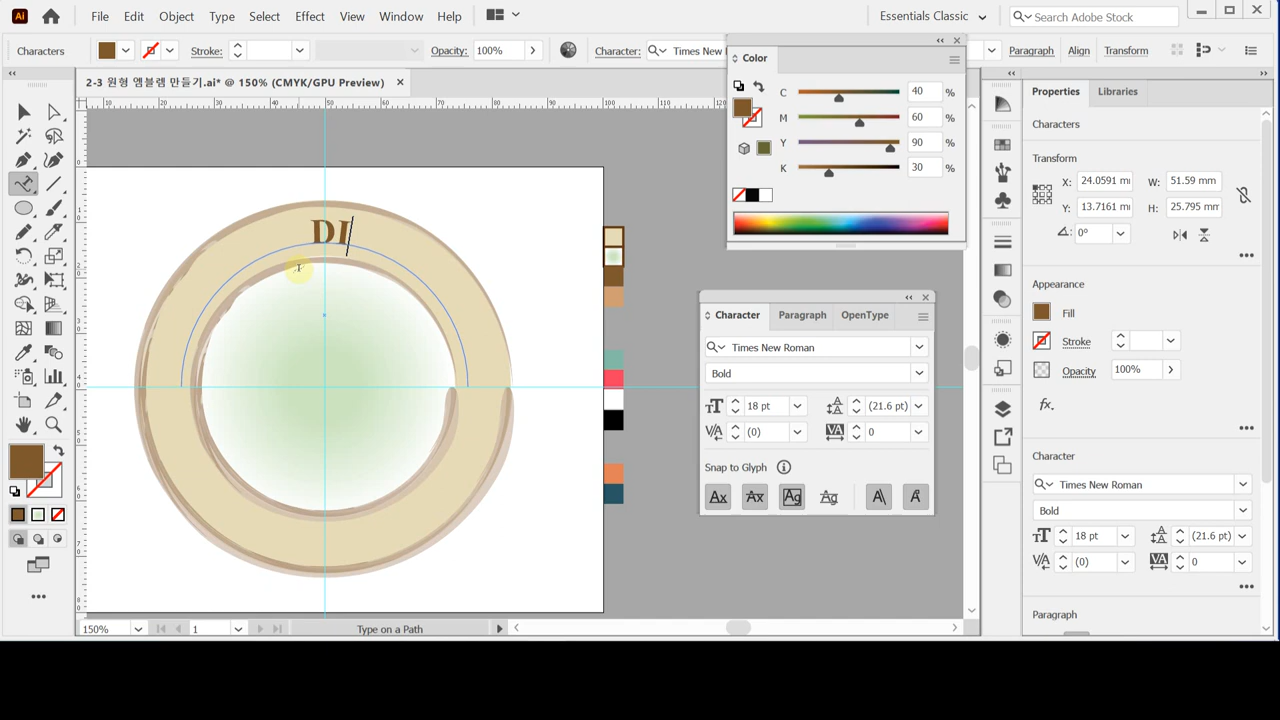 Ai File Edit Object Type Select Effect View Window Help Essentials Classic Search Adobe Stock
Characters Stroke: Opacity: 100% Character: Times New Paragraph Align Transform
2-3 원형 엠블렘 만들기.ai* @ 150% (CMYK/GPU Preview)
Color
C 40 %
M 60 %
Y 90 %
K 30 %
DI
Character Paragraph OpenType
Times New Roman
Bold
18 pt (21.6 pt)
(0) 0
Snap to Glyph
Properties Libraries
Characters
Transform
X: 24.0591 mm W: 51.59 mm
Y: 13.7161 mm H: 25.795 mm
0°
Appearance
Fill
Stroke
Opacity 100%
fx
Character
Times New Roman
Bold
18 pt (21.6 pt)
(0)
Paragraph
150% 1 Type on a Path